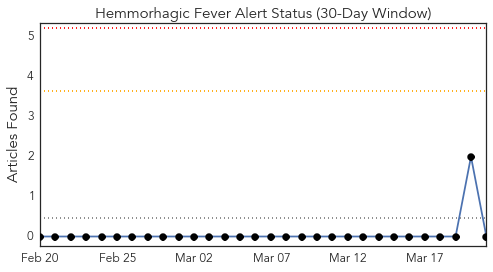 Hemmorhagic Fever Alert Status (30-Day Window)
Articles Found
5
4
3
2
1
0
Feb 20 Feb 25 Mar 02 Mar 07 Mar 12 Mar 17